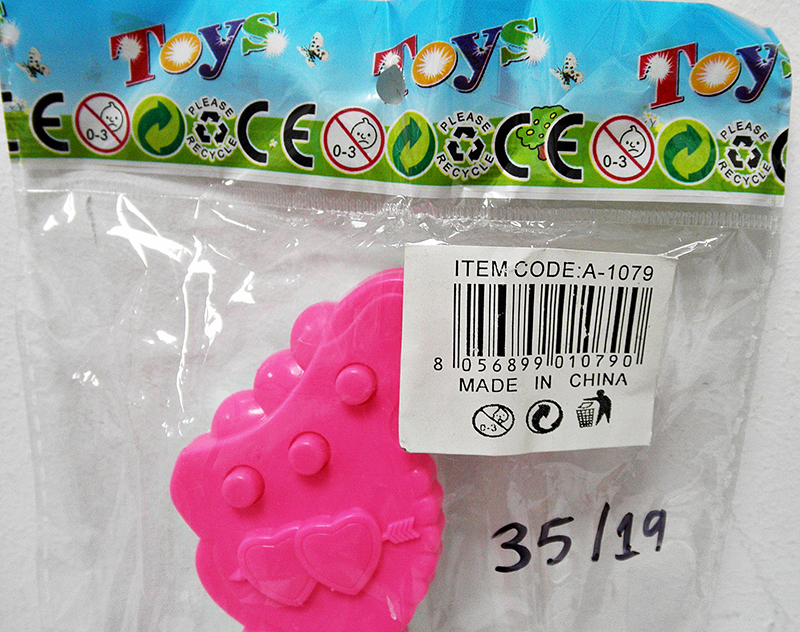 Toys Toys Toy
CE 0-3 PLEASE RECYCLE CE 0-3 PLEASE RECYCLE CE 0-3 PLEASE RECYCLE
ITEM CODE:A-1079
8 056899 010790
MADE IN CHINA
0-3
35/19